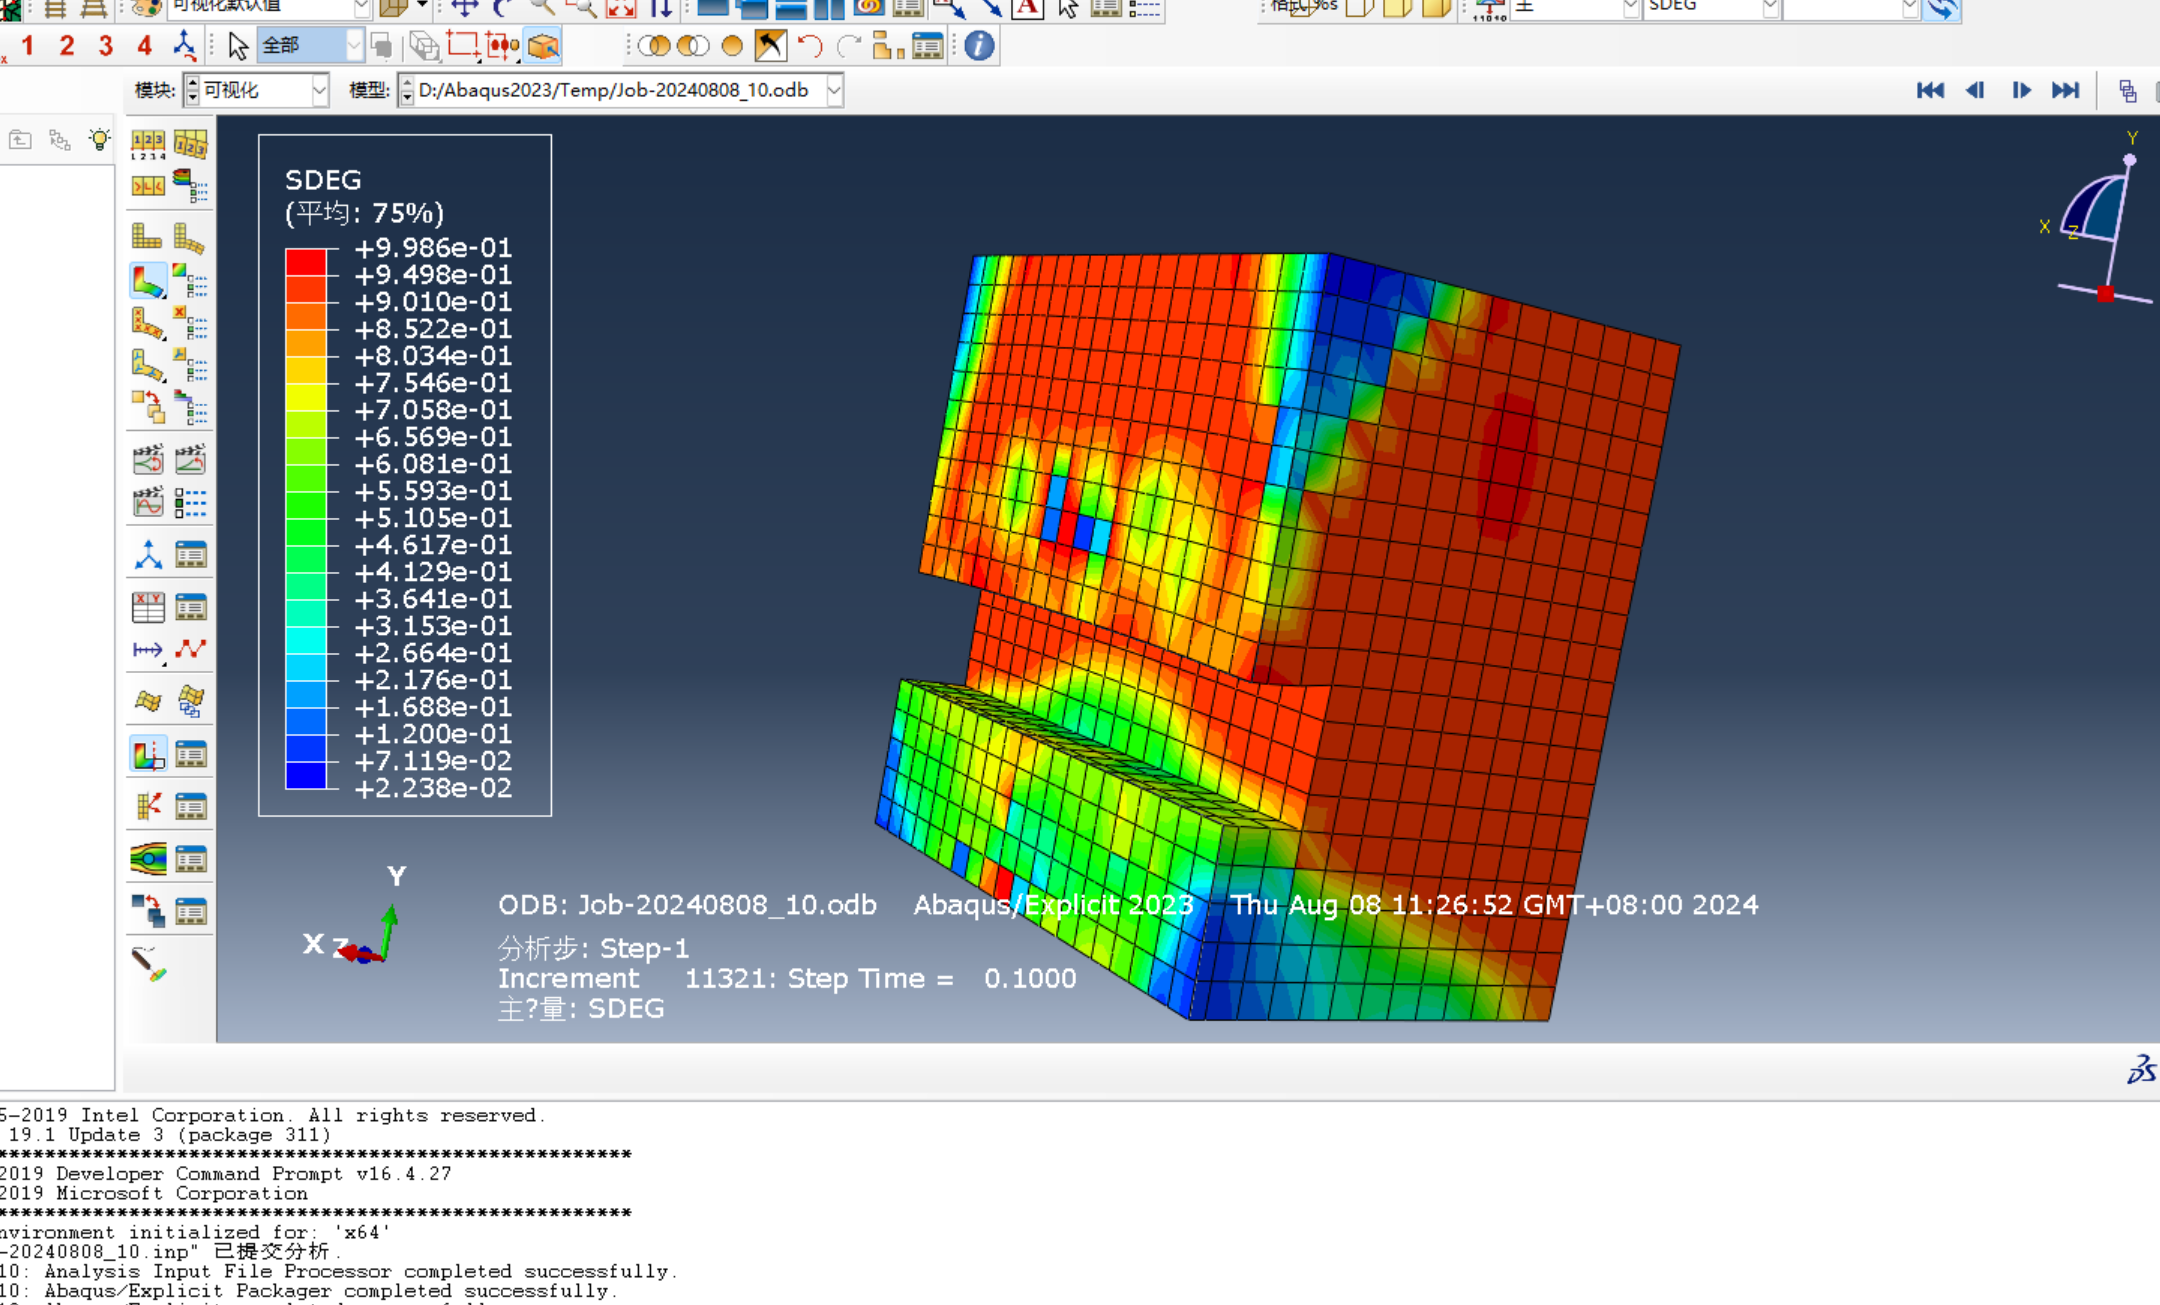 可视化默认值
主
SDEG
1 2 3 4
全部
模块: 可视化 模型: D:/Abaqus2023/Temp/Job-20240808_10.odb
SDEG
(平均: 75%)
+9.986e-01
+9.498e-01
+9.010e-01
+8.522e-01
+8.034e-01
+7.546e-01
+7.058e-01
+6.569e-01
+6.081e-01
+5.593e-01
+5.105e-01
+4.617e-01
+4.129e-01
+3.641e-01
+3.153e-01
+2.664e-01
+2.176e-01
+1.688e-01
+1.200e-01
+7.119e-02
+2.238e-02
Y
X
Z
Y
X Z
ODB: Job-20240808_10.odb Abaqus/Explicit 2023 Thu Aug 08 11:26:52 GMT+08:00 2024
分析步: Step-1
Increment 11321: Step Time = 0.1000
主?量: SDEG
5-2019 Intel Corporation. All rights reserved.
19.1 Update 3 (package 311)
*****************************************************
2019 Developer Command Prompt v16.4.27
2019 Microsoft Corporation
*****************************************************
nvironment initialized for: 'x64'
-20240808_10.inp" 已提交分析.
10: Analysis Input File Processor completed successfully.
10: Abaqus/Explicit Packager completed successfully.